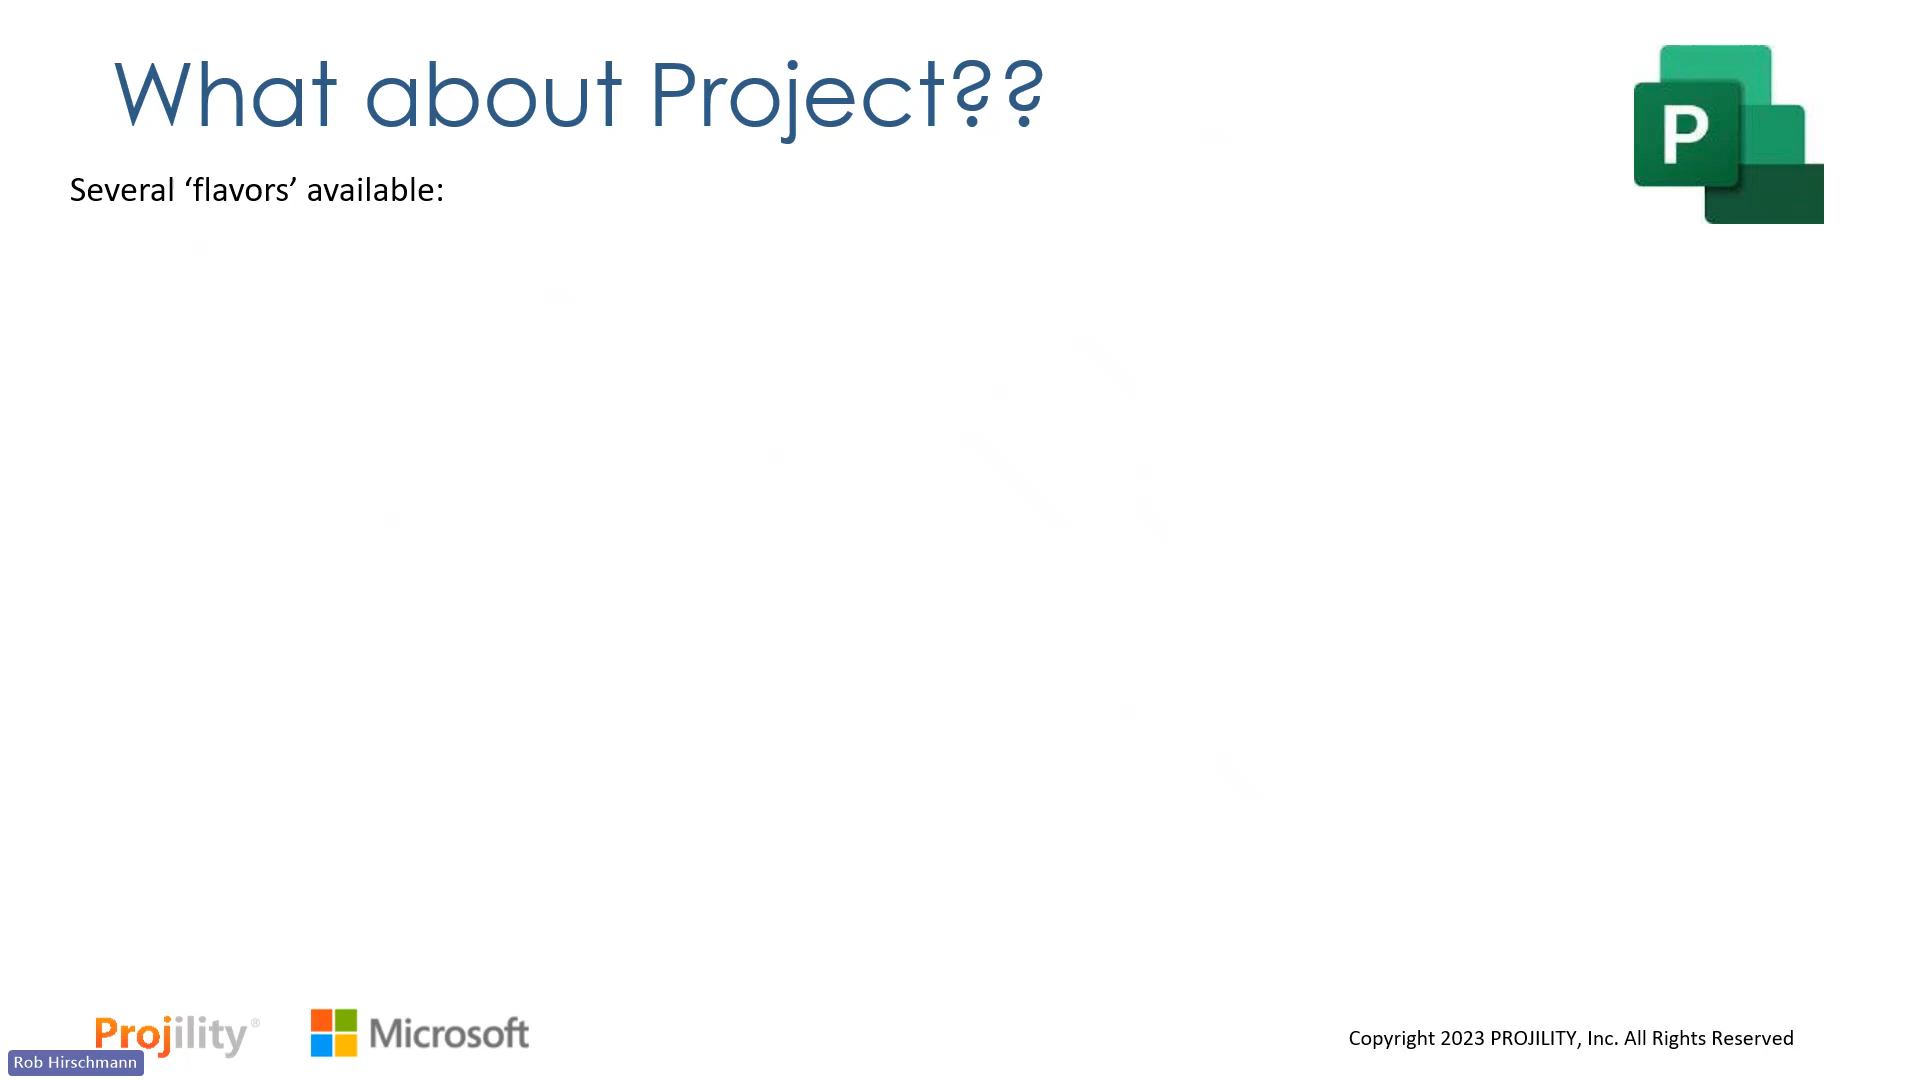 What about Project??
P
Several ‘flavors’ available:
Projility®
Microsoft
Copyright 2023 PROJILITY, Inc. All Rights Reserved
Rob Hirschmann